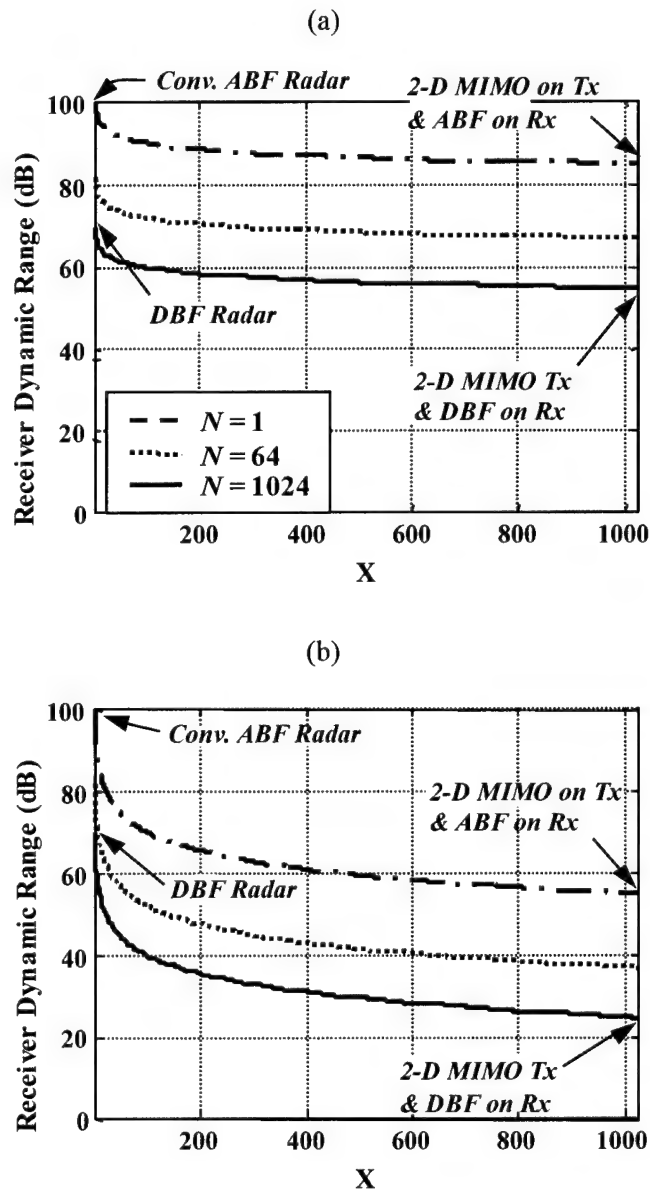 (a)
Conv. ABF Radar
2-D MIMO on Tx
& ABF on Rx
100
80
60
40
20
0
Receiver Dynamic Range (dB)
DBF Radar
2-D MIMO Tx
& DBF on Rx
N = 1
N = 64
N = 1024
200
400
600
800
1000
X
(b)
100
80
60
40
20
0
Receiver Dynamic Range (dB)
Conv. ABF Radar
2-D MIMO on Tx
& ABF on Rx
DBF Radar
2-D MIMO Tx
& DBF on Rx
200
400
600
800
1000
X